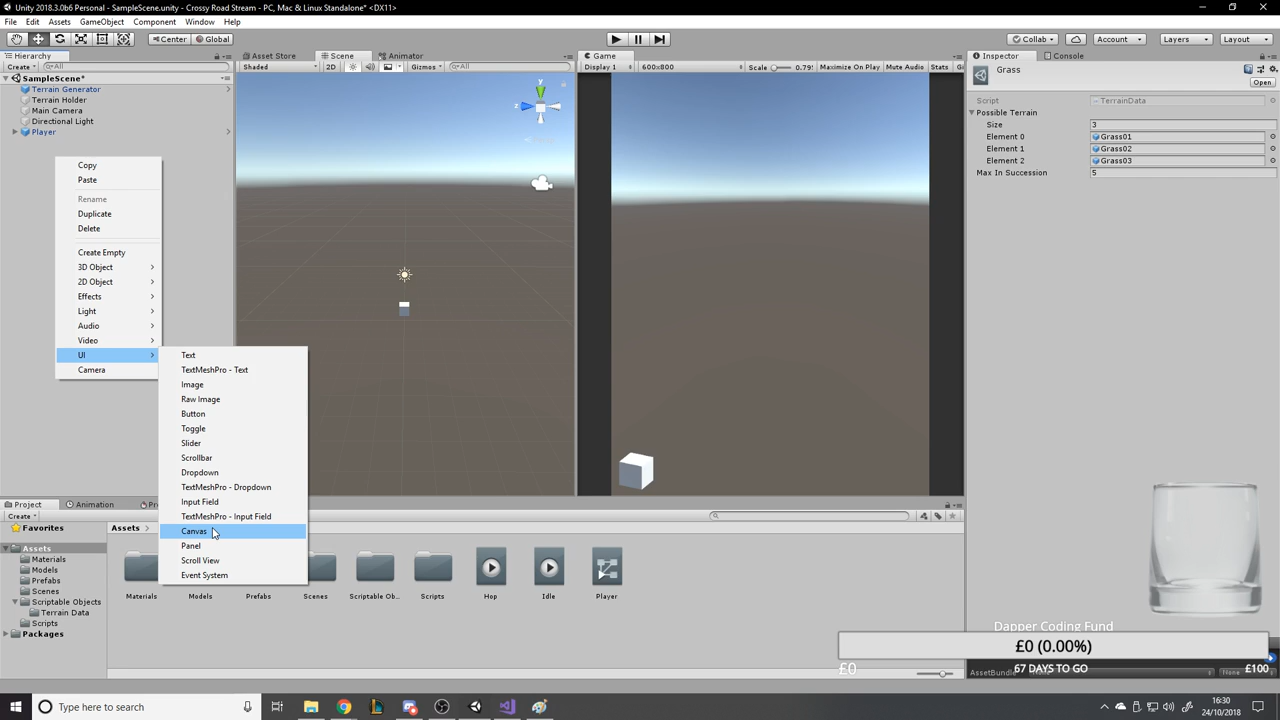 Unity 2018.3.0b6 Personal - SampleScene.unity - Crossy Road Stream - PC, Mac & Linux Standalone* <DX11>
File Edit Assets GameObject Component Window Help
Center Global
Collab Account Layers Layout
Hierarchy
Asset Store Scene Animator
Game
Inspector Console
Create All
Shaded 2D Gizmos All
Display 1 600x800 Scale 0.79! Maximize On Play Mute Audio Stats
Grass
Open
SampleScene*
Terrain Generator
Terrain Holder
Main Camera
Directional Light
Player
y
z
Script TerrainData
Possible Terrain
Size 3
Element 0 Grass01
Element 1 Grass02
Element 2 Grass03
Max In Succession 5
Copy
Paste
Rename
Duplicate
Delete
Create Empty
3D Object
2D Object
Effects
Light
Audio
Video
UI
Camera
Text
TextMeshPro - Text
Image
Raw Image
Button
Toggle
Slider
Scrollbar
Dropdown
TextMeshPro - Dropdown
Input Field
TextMeshPro - Input Field
Canvas
Panel
Scroll View
Event System
Project Animation
Create
Favorites
Assets
Materials
Models
Prefabs
Scenes
Scriptable Objects
Terrain Data
Scripts
Packages
Assets
Materials Models Prefabs Scenes Scriptable Ob... Scripts Hop Idle Player
Dapper Coding Fund
£0 (0.00%)
£0 67 DAYS TO GO £100
AssetBundle
Type here to search
16:30
24/10/2018